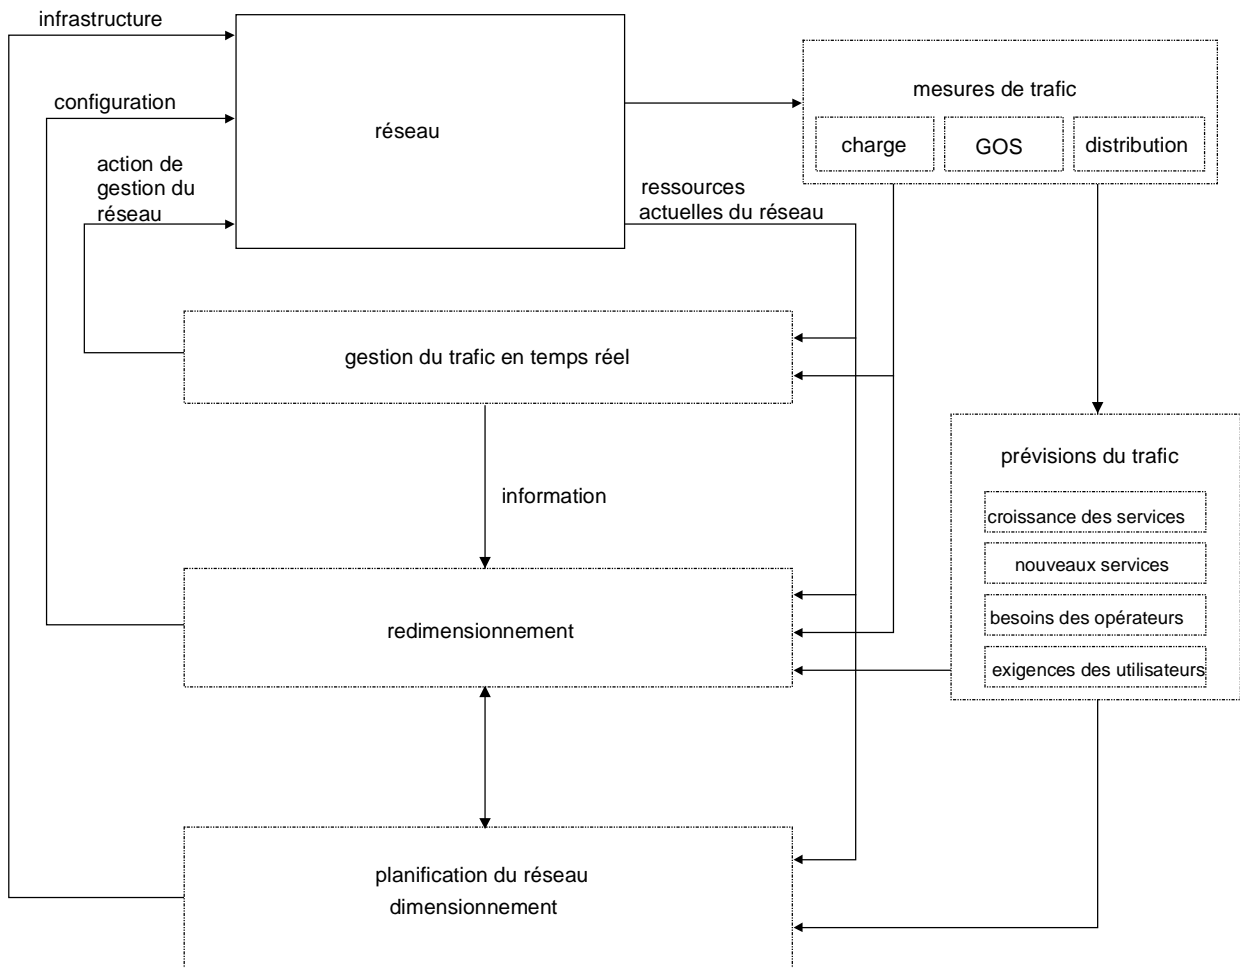 infrastructure
configuration
action de
gestion du
réseau
réseau
mesures de trafic
charge
GOS
distribution
ressources
actuelles du réseau
gestion du trafic en temps réel
information
prévisions du trafic
croissance des services
nouveaux services
besoins des opérateurs
exigences des utilisateurs
redimensionnement
planification du réseau
dimensionnement